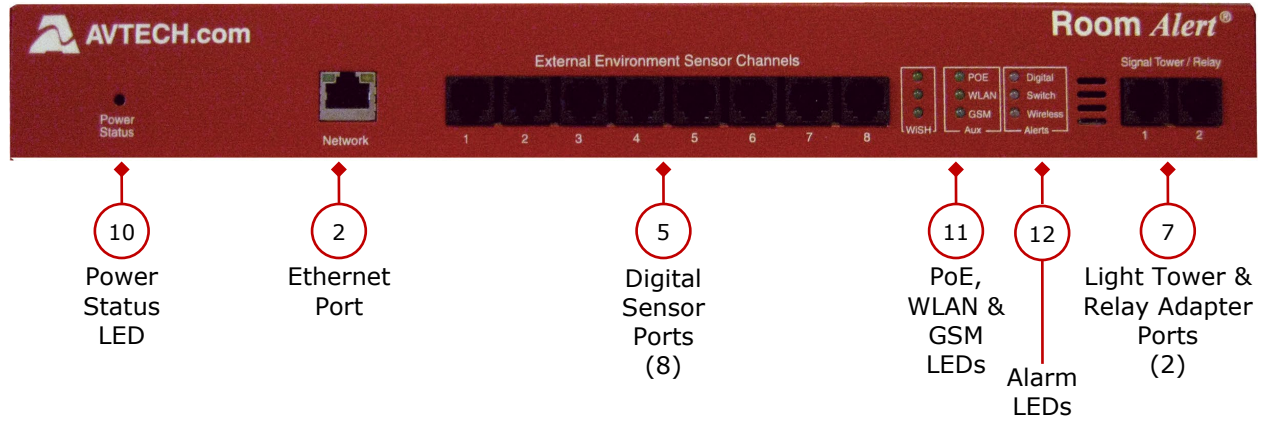 AVTECH.com
Room Alert®
External Environment Sensor Channels
Signal Tower / Relay
POE
WLAN
GSM
Digital
Switch
Wireless
Power
Status
Network
1 2 3 4 5 6 7 8
WiSH
Aux
Alerts
1 2
10
2
5
11
12
7
Power
Status
LED
Ethernet
Port
Digital
Sensor
Ports
(8)
PoE,
WLAN &
GSM
LEDs
Alarm
LEDs
Light Tower &
Relay Adapter
Ports
(2)